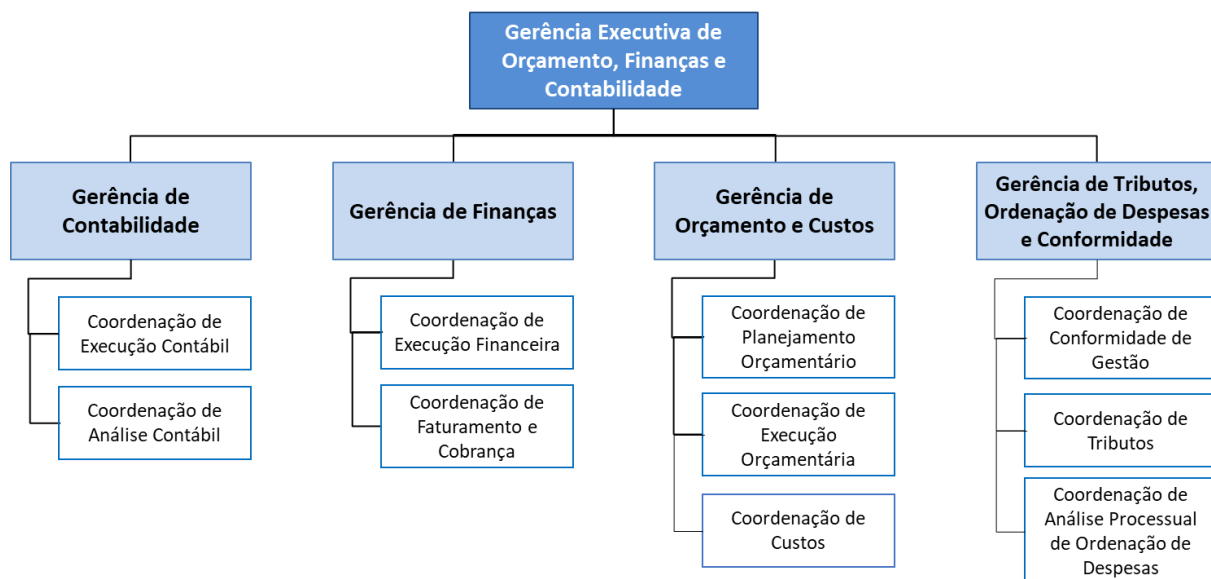 Gerência Executiva de
Orçamento, Finanças e
Contabilidade
Gerência de
Contabilidade
Gerência de Finanças
Gerência de
Orçamento e Custos
Gerência de Tributos,
Ordenação de Despesas
e Conformidade
Coordenação de
Execução Contábil
Coordenação de
Análise Contábil
Coordenação de
Execução Financeira
Coordenação de
Faturamento e
Cobrança
Coordenação de
Planejamento
Orçamentário
Coordenação de
Execução
Orçamentária
Coordenação de
Custos
Coordenação de
Conformidade de
Gestão
Coordenação de
Tributos
Coordenação de
Análise Processual
de Ordenação de
Despesas